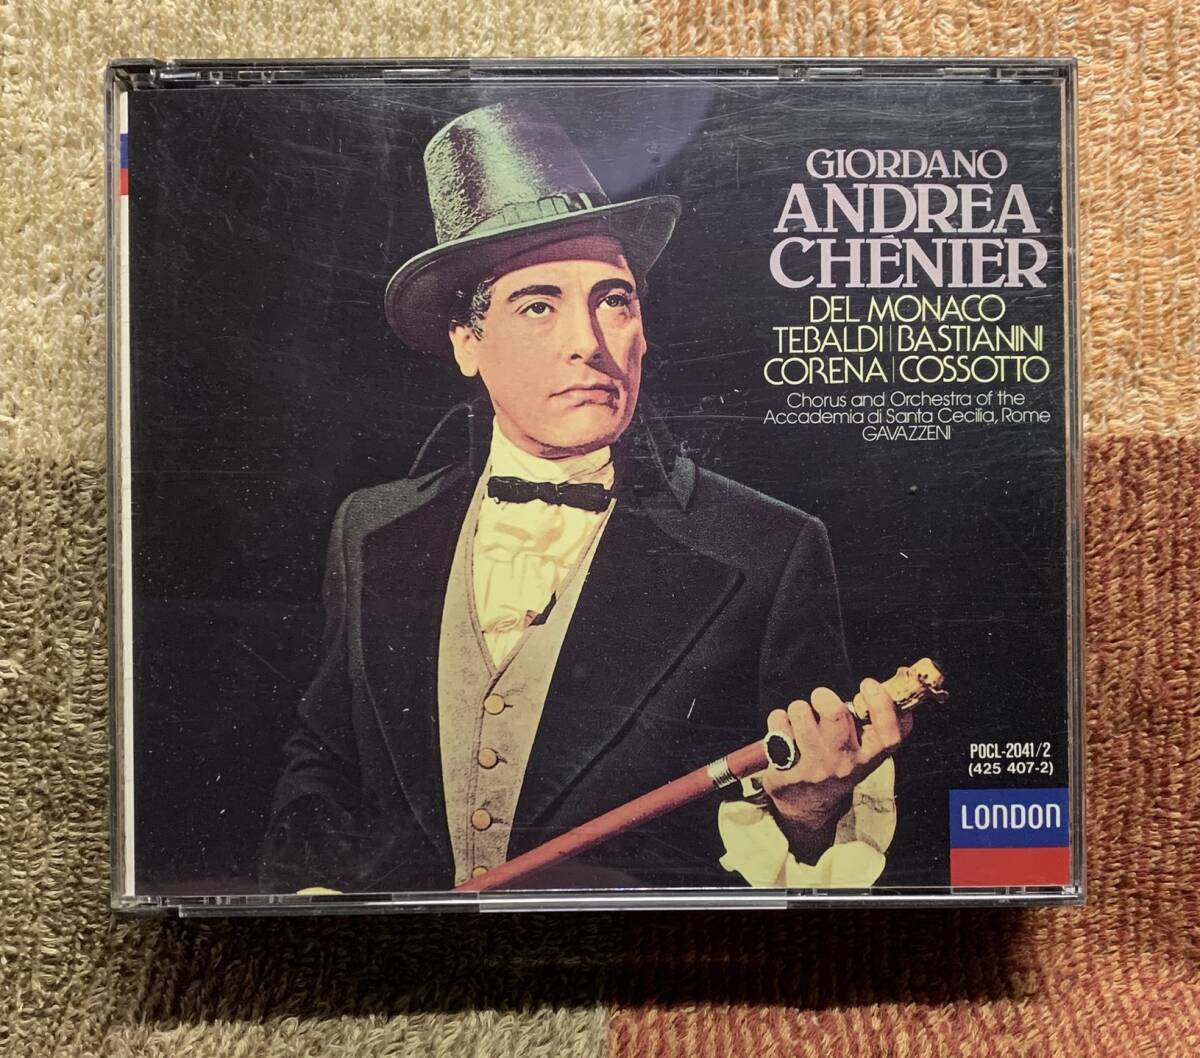 GIORDANO
ANDREA
CHÉNIER
DEL MONACO
TEBALDI|BASTIANINI
CORENA|COSSOTTO
Chorus and Orchestra of the
Accademia di Santa Cecilia, Rome
GAVAZZENI
POCL-2041/2
(425 407-2)
LONDON